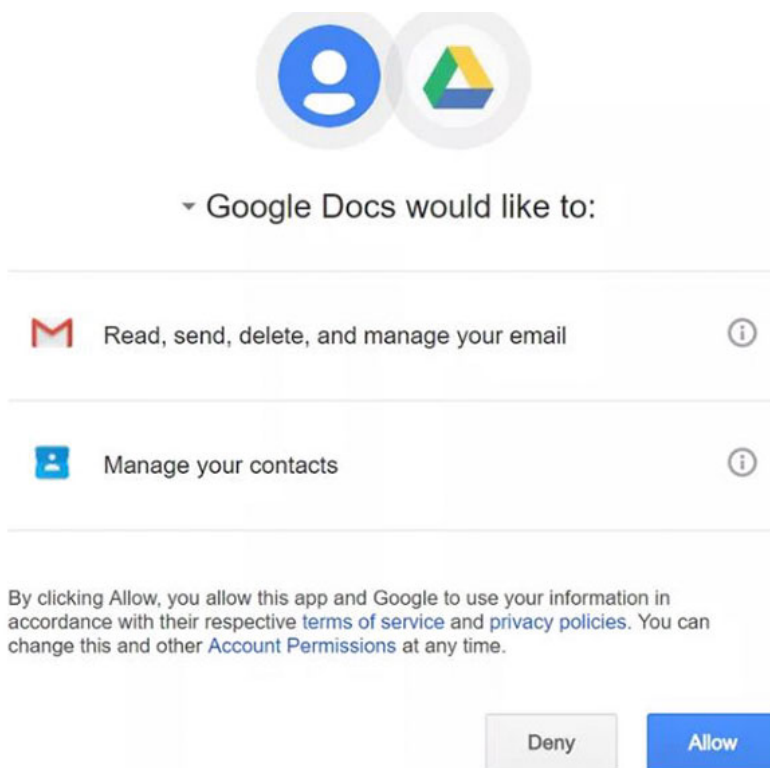 Google Docs would like to:
Read, send, delete, and manage your email
Manage your contacts
By clicking Allow, you allow this app and Google to use your information in
accordance with their respective terms of service and privacy policies. You can
change this and other Account Permissions at any time.
Deny
Allow